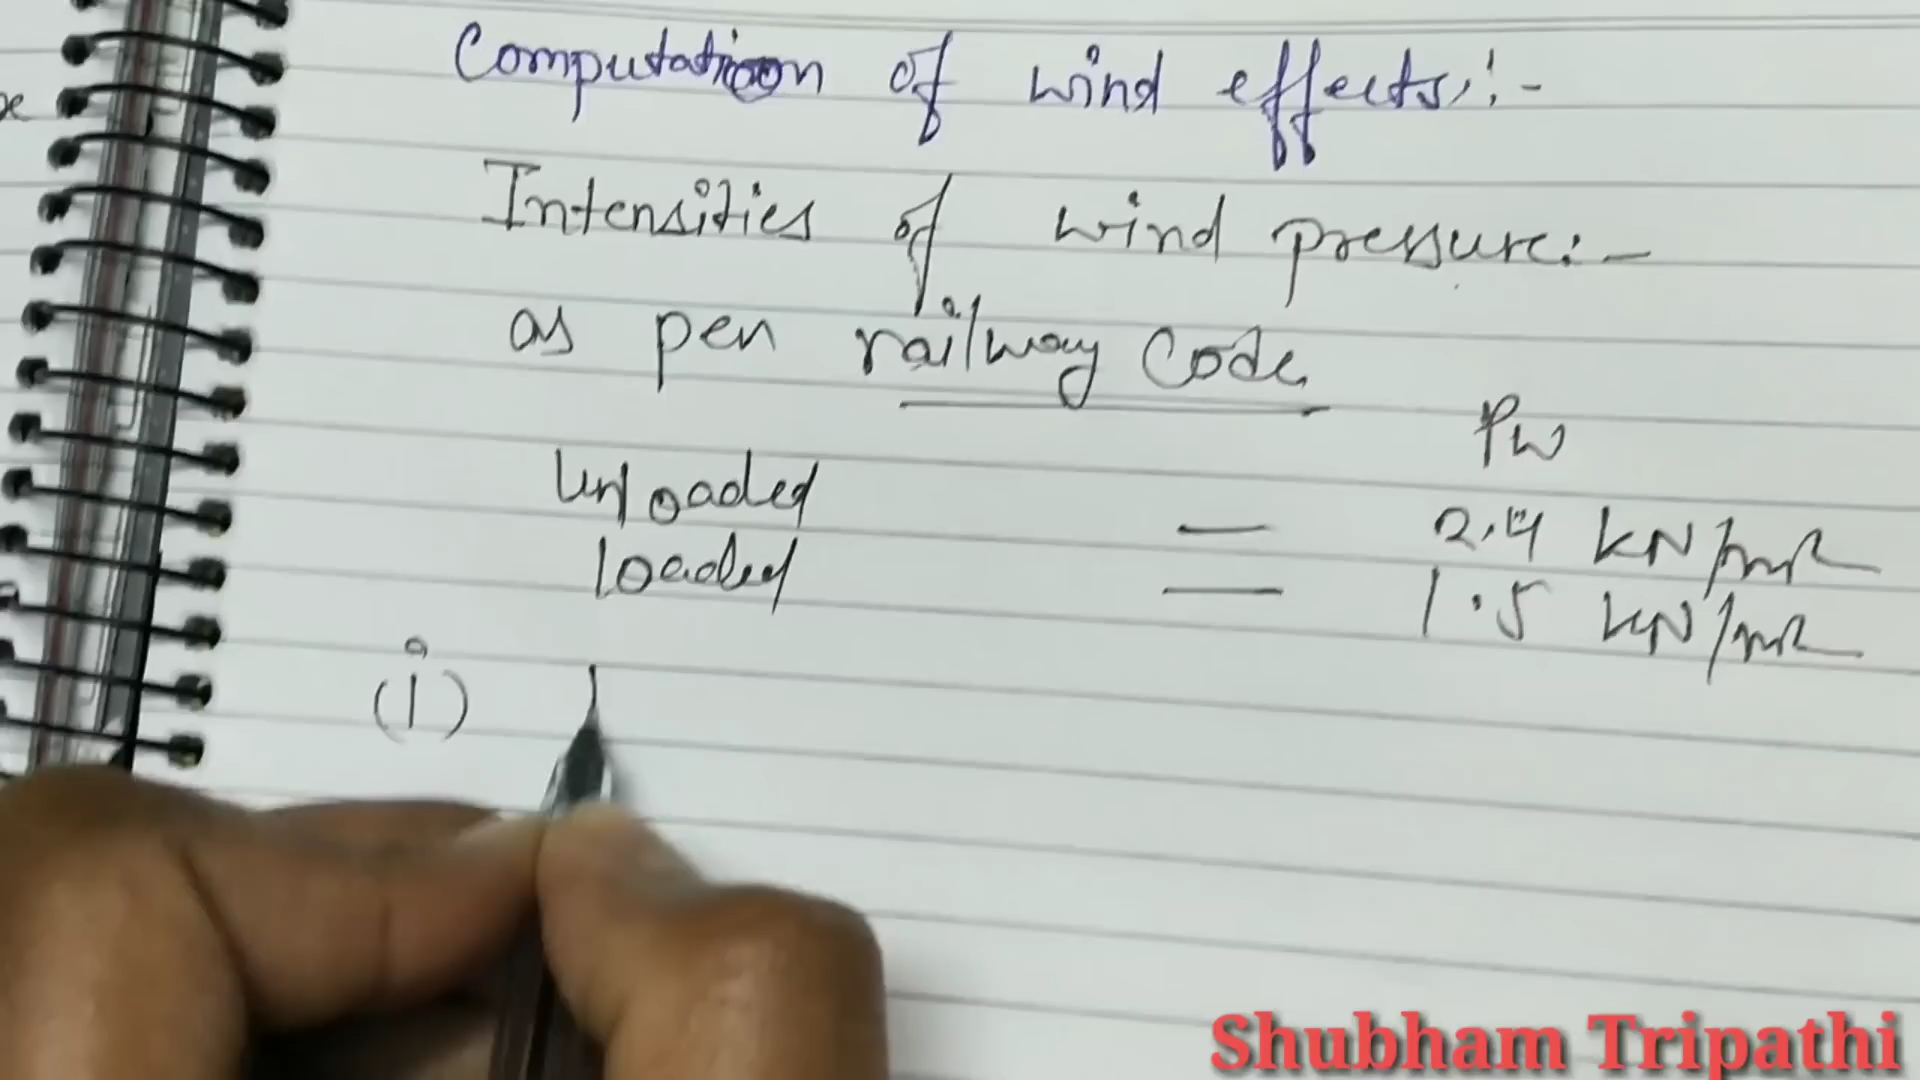 Computation of wind effects:-
Intensities of wind pressure:-
as per railway Code
Pw
Unloaded — 2.4 kN/m2
loaded — 1.5 kN/m2
(i)
Shubham Tripathi